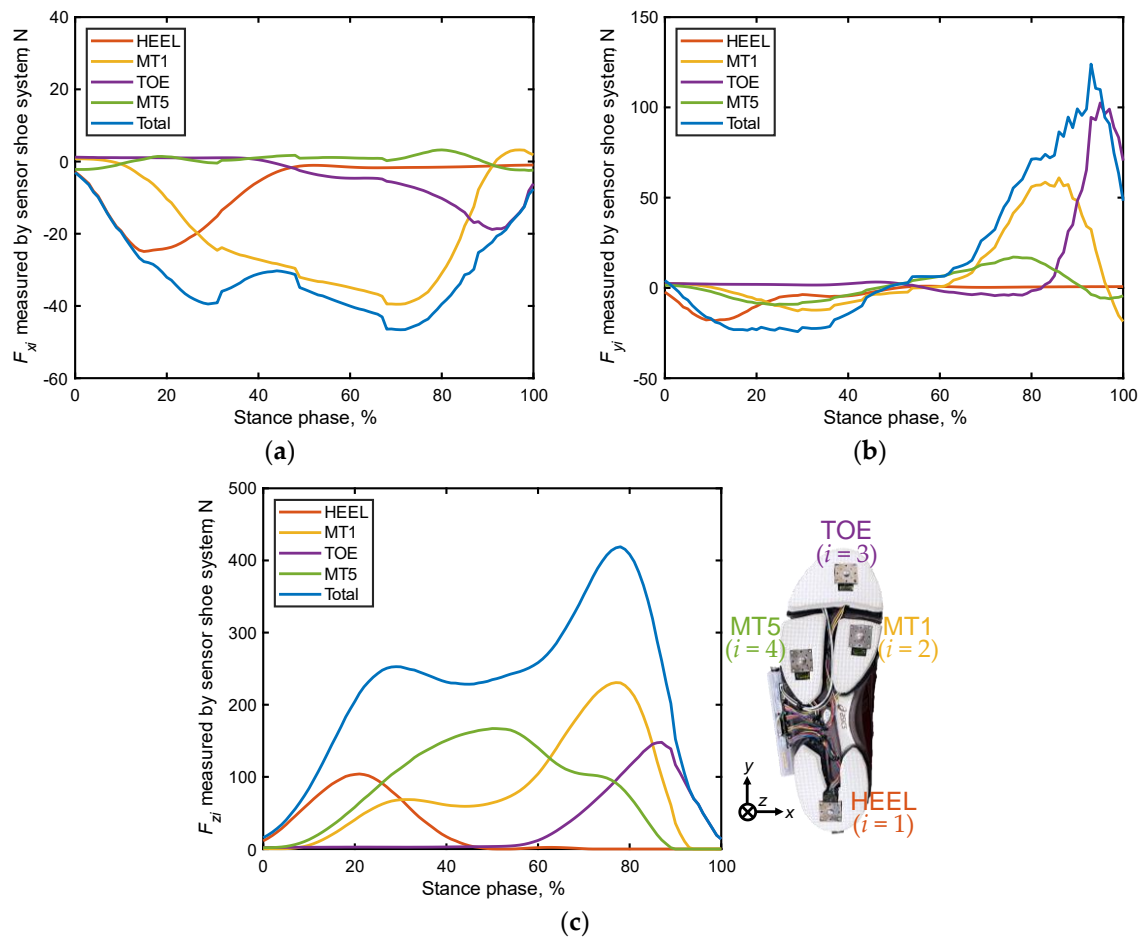 F_xi measured by sensor shoe system, N
40
20
0
-20
-40
-60
HEEL
MT1
TOE
MT5
Total
0 20 40 60 80 100
Stance phase, %
(a)
F_yi measured by sensor shoe system, N
150
100
50
0
-50
HEEL
MT1
TOE
MT5
Total
0 20 40 60 80 100
Stance phase, %
(b)
F_zi measured by sensor shoe system, N
500
400
300
200
100
0
HEEL
MT1
TOE
MT5
Total
0 20 40 60 80 100
Stance phase, %
(c)
TOE
(i = 3)
MT5
(i = 4)
MT1
(i = 2)
asics
y
z
x
HEEL
(i = 1)